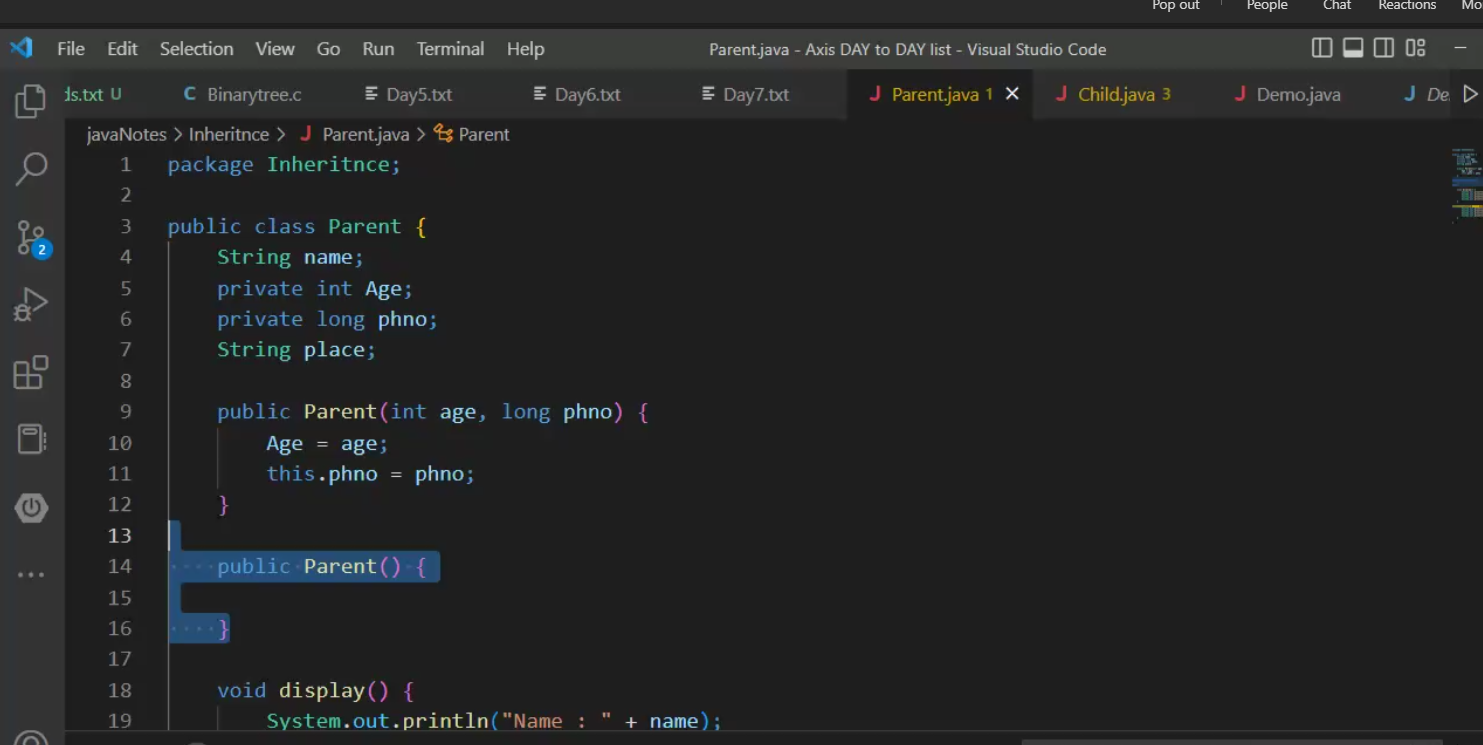 Pop out People Chat Reactions Mo
File Edit Selection View Go Run Terminal Help Parent.java - Axis DAY to DAY list - Visual Studio Code
ds.txt U C Binarytree.c Day5.txt Day6.txt Day7.txt J Parent.java 1 J Child.java 3 J Demo.java J De
javaNotes > Inheritnce > J Parent.java > Parent
1 package Inheritnce;
2
3 public class Parent {
4 String name;
5 private int Age;
6 private long phno;
7 String place;
8
9 public Parent(int age, long phno) {
10 Age = age;
11 this.phno = phno;
12 }
13
14 public Parent() {
15
16 }
17
18 void display() {
19 System.out.println("Name : " + name);
2